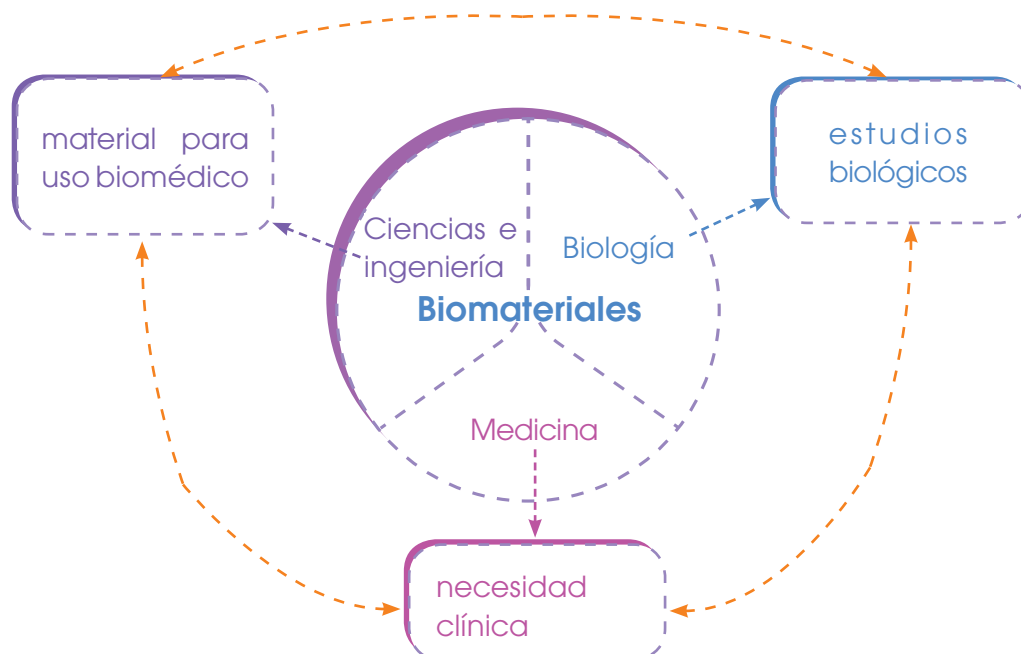 material para
uso biomédico
estudios
biológicos
Ciencias e
ingeniería
Biología
Biomateriales
Medicina
necesidad
clínica